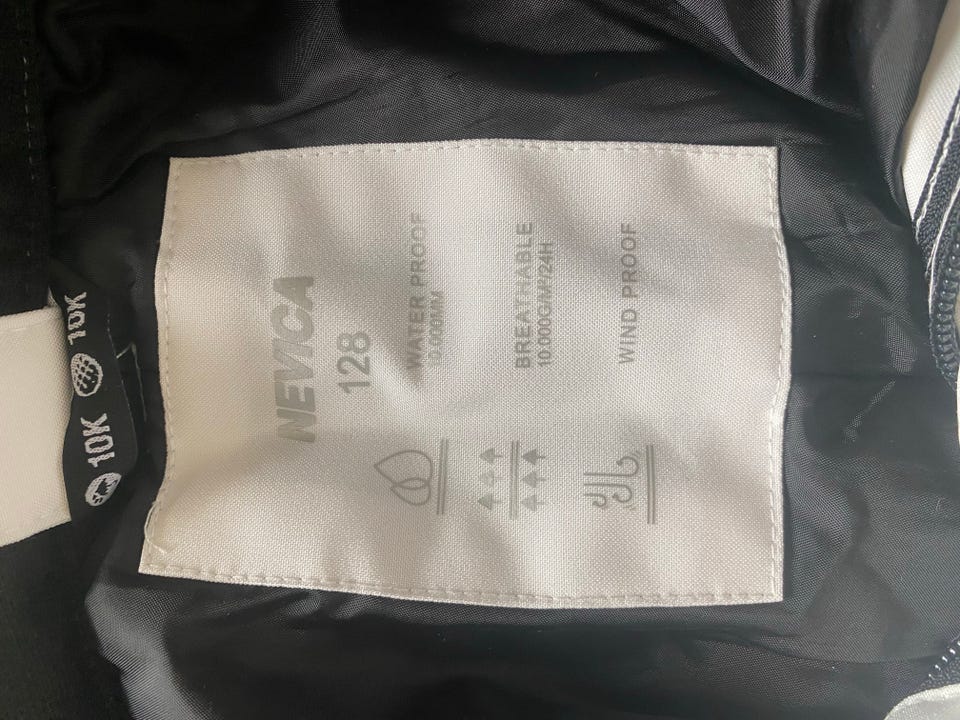 NEVICA
128
WATER PROOF
10.000MM
BREATHABLE
10.000G/M²/24H
WIND PROOF
10K
10K